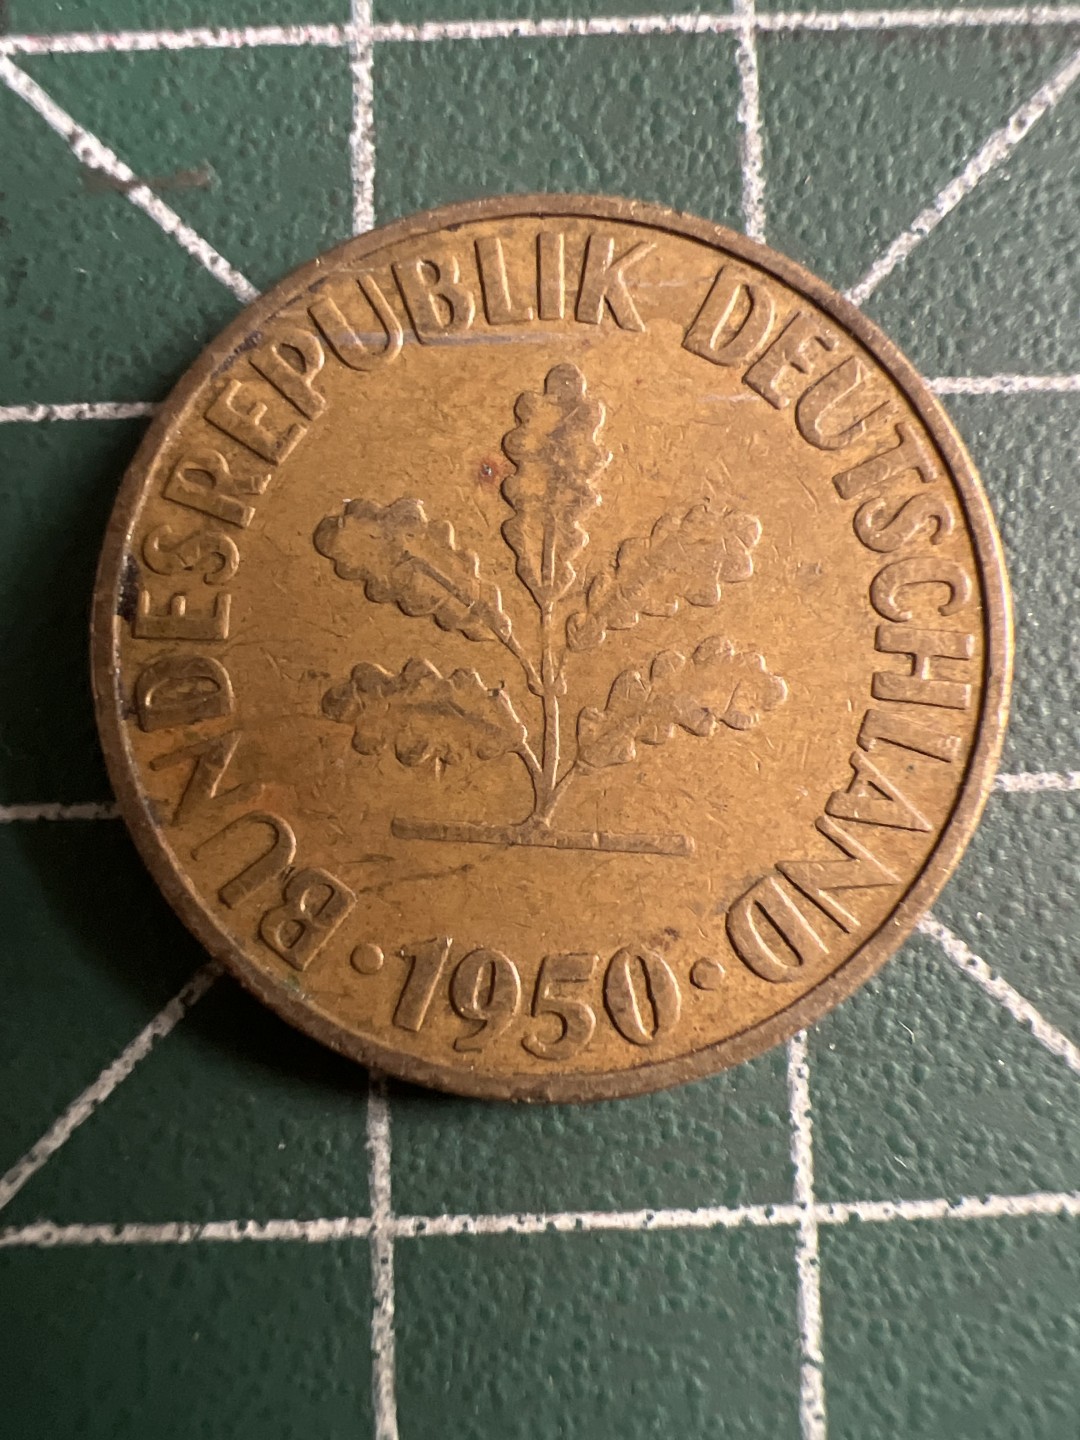 BUNDESREPUBLIK DEUTSCHLAND
· 1950 ·